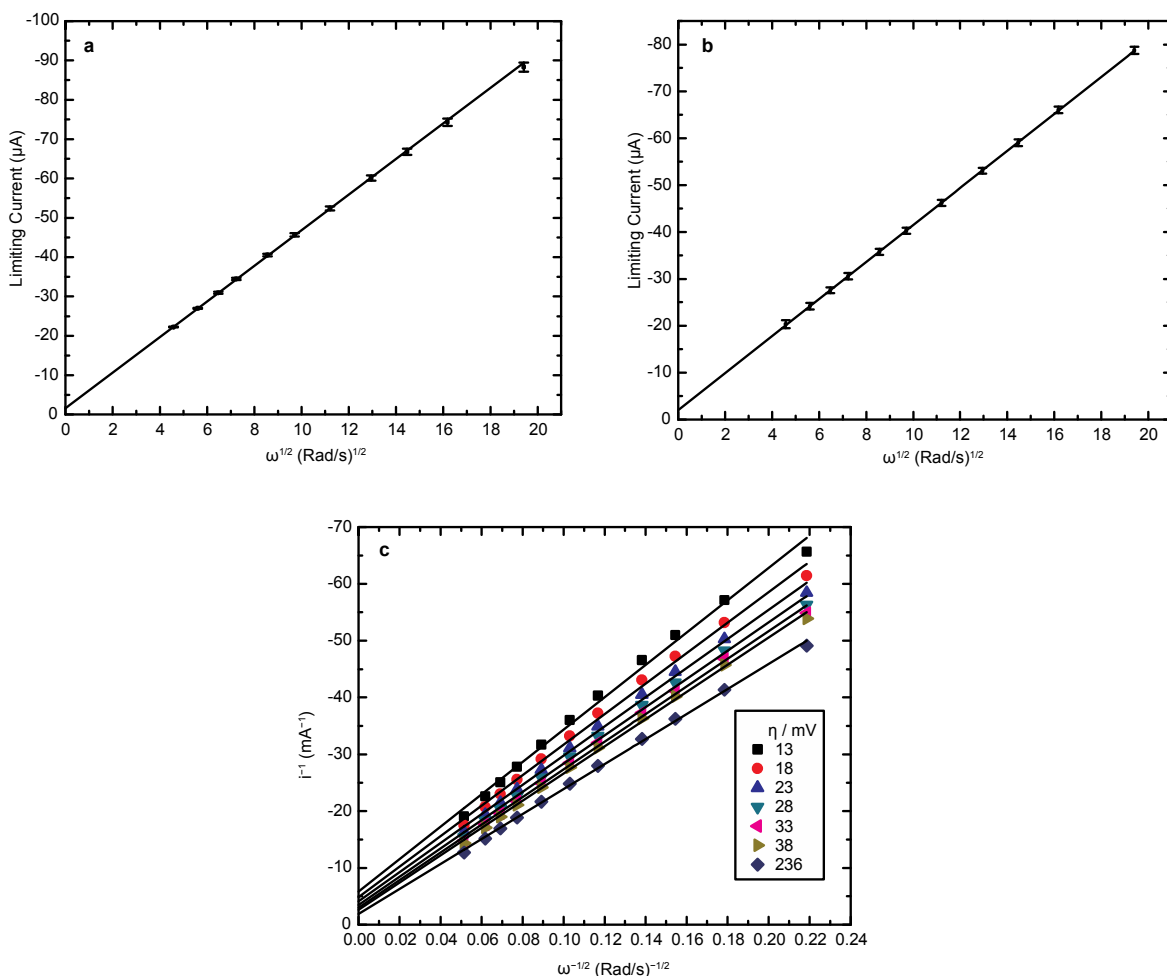 a
-100
-90
-80
-70
-60
-50
-40
-30
-20
-10
0
Limiting Current (µA)
0 2 4 6 8 10 12 14 16 18 20
ω1/2 (Rad/s)1/2
b
-80
-70
-60
-50
-40
-30
-20
-10
0
Limiting Current (µA)
0 2 4 6 8 10 12 14 16 18 20
ω1/2 (Rad/s)1/2
c
-70
-60
-50
-40
-30
-20
-10
0
i−1 (mA−1)
η / mV
13
18
23
28
33
38
236
0.00 0.02 0.04 0.06 0.08 0.10 0.12 0.14 0.16 0.18 0.20 0.22 0.24
ω−1/2 (Rad/s)−1/2